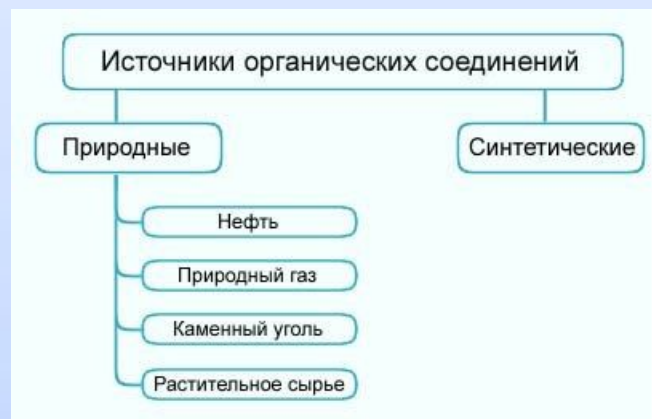 Источники органических соединений
Природные
Синтетические
Нефть
Природный газ
Каменный уголь
Растительное сырье